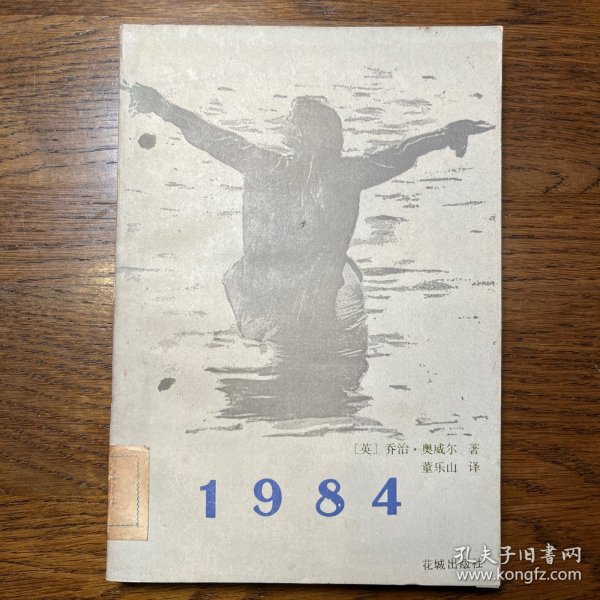 [英] 乔治·奥威尔 著
董乐山 译
1984
花城出版社
孔夫子旧书网
www.kongfz.com